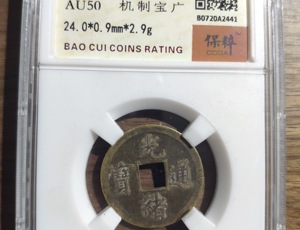 AU50 机制宝广
24.0*0.9mm*2.9g
B0720A2441
BAO CUI COINS RATING
保粹
CCGA
光
寶 通
緒